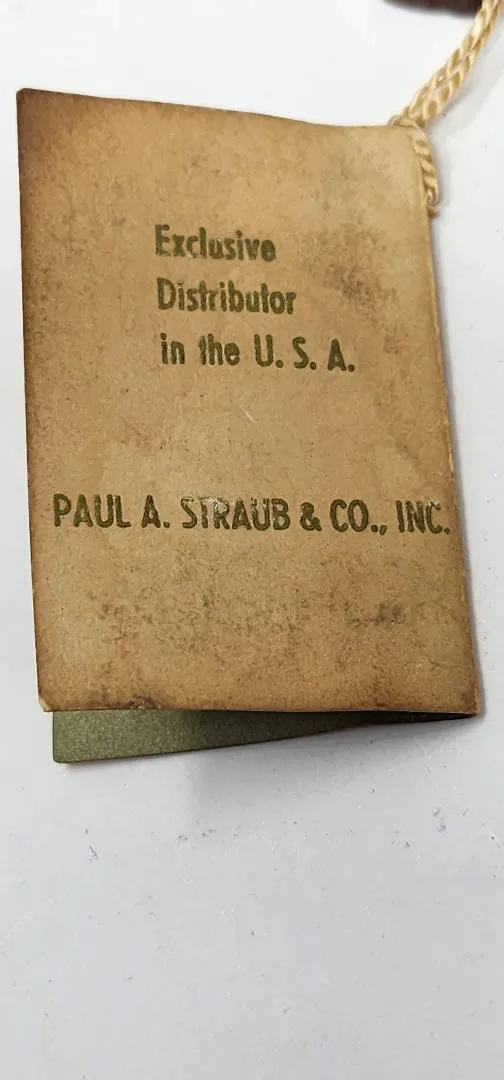 Exclusive
Distributor
in the U. S. A.
PAUL A. STRAUB & CO., INC.